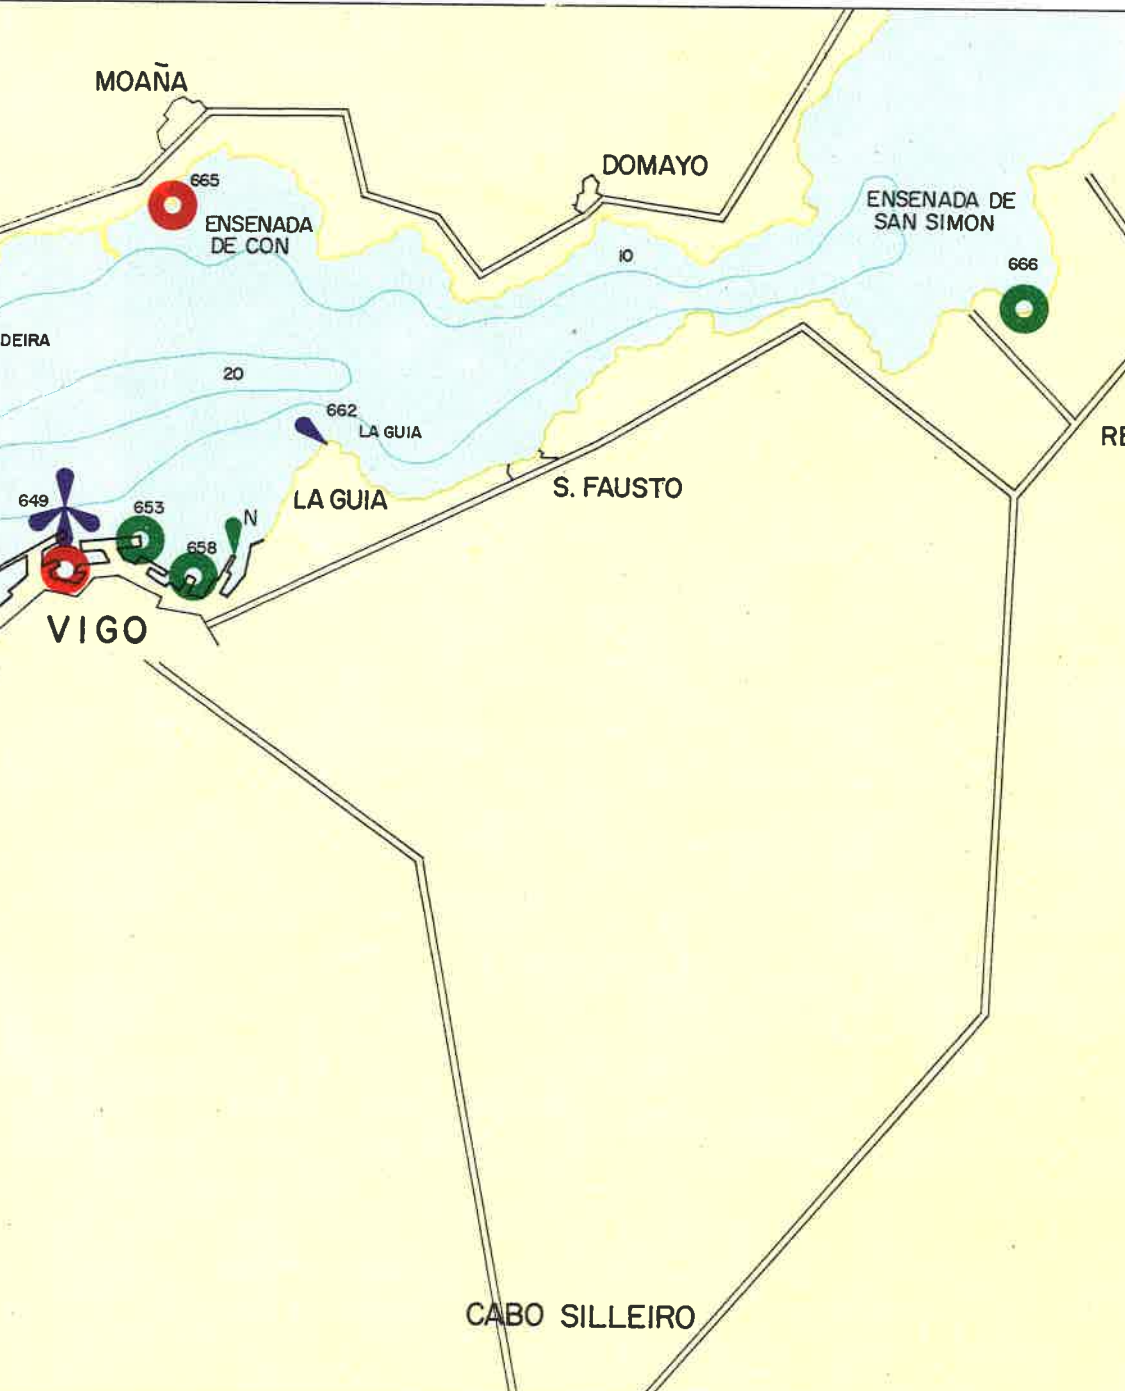 MOAÑA
665
DOMAYO
ENSENADA
DE CON
ENSENADA DE
SAN SIMON
10
666
DEIRA
20
662
LA GUIA
RE
649
653
LA GUIA
S. FAUSTO
N
658
VIGO
CABO SILLEIRO